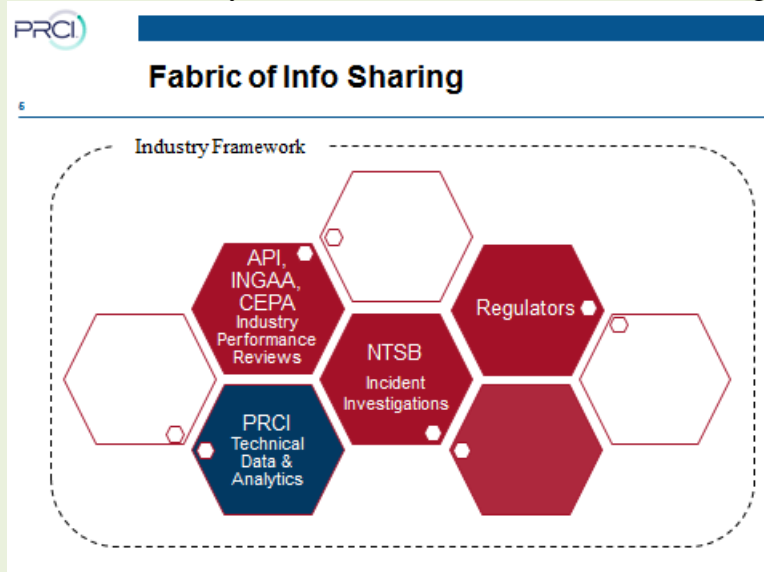 PRCI
Fabric of Info Sharing
6
Industry Framework
API,
INGAA,
CEPA
Industry
Performance
Reviews
Regulators
NTSB
Incident
Investigations
PRCI
Technical
Data &
Analytics